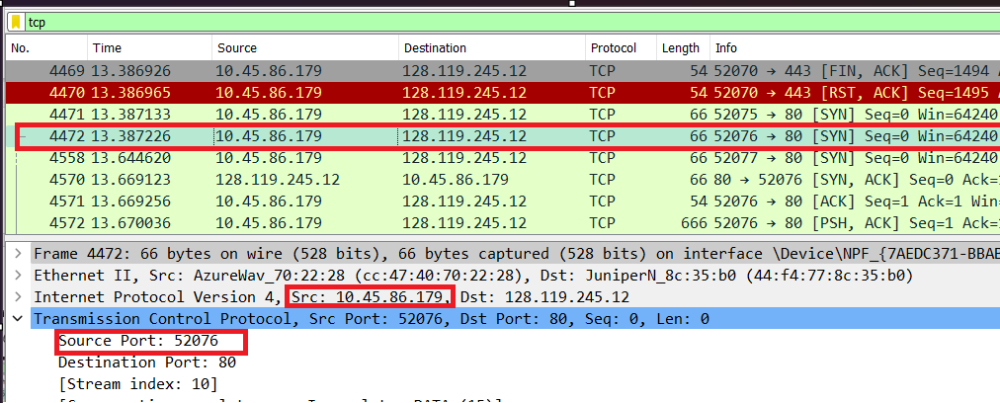 tcp
No. Time Source Destination Protocol Length Info
4469 13.386926 10.45.86.179 128.119.245.12 TCP 54 52070 → 443 [FIN, ACK] Seq=1494
4470 13.386965 10.45.86.179 128.119.245.12 TCP 54 52070 → 443 [RST, ACK] Seq=1495
4471 13.387133 10.45.86.179 128.119.245.12 TCP 66 52075 → 80 [SYN] Seq=0 Win=64240
4472 13.387226 10.45.86.179 128.119.245.12 TCP 66 52076 → 80 [SYN] Seq=0 Win=64240
4558 13.644620 10.45.86.179 128.119.245.12 TCP 66 52077 → 80 [SYN] Seq=0 Win=64240
4570 13.669123 128.119.245.12 10.45.86.179 TCP 66 80 → 52076 [SYN, ACK] Seq=0 Ack=
4571 13.669256 10.45.86.179 128.119.245.12 TCP 54 52076 → 80 [ACK] Seq=1 Ack=1 Win=
4572 13.670036 10.45.86.179 128.119.245.12 TCP 666 52076 → 80 [PSH, ACK] Seq=1 Ack=1
Frame 4472: 66 bytes on wire (528 bits), 66 bytes captured (528 bits) on interface \Device\NPF_{7AEDC371-BBAE
Ethernet II, Src: AzureWav_70:22:28 (cc:47:40:70:22:28), Dst: JuniperN_8c:35:b0 (44:f4:77:8c:35:b0)
Internet Protocol Version 4, Src: 10.45.86.179, Dst: 128.119.245.12
Transmission Control Protocol, Src Port: 52076, Dst Port: 80, Seq: 0, Len: 0
Source Port: 52076
Destination Port: 80
[Stream index: 10]